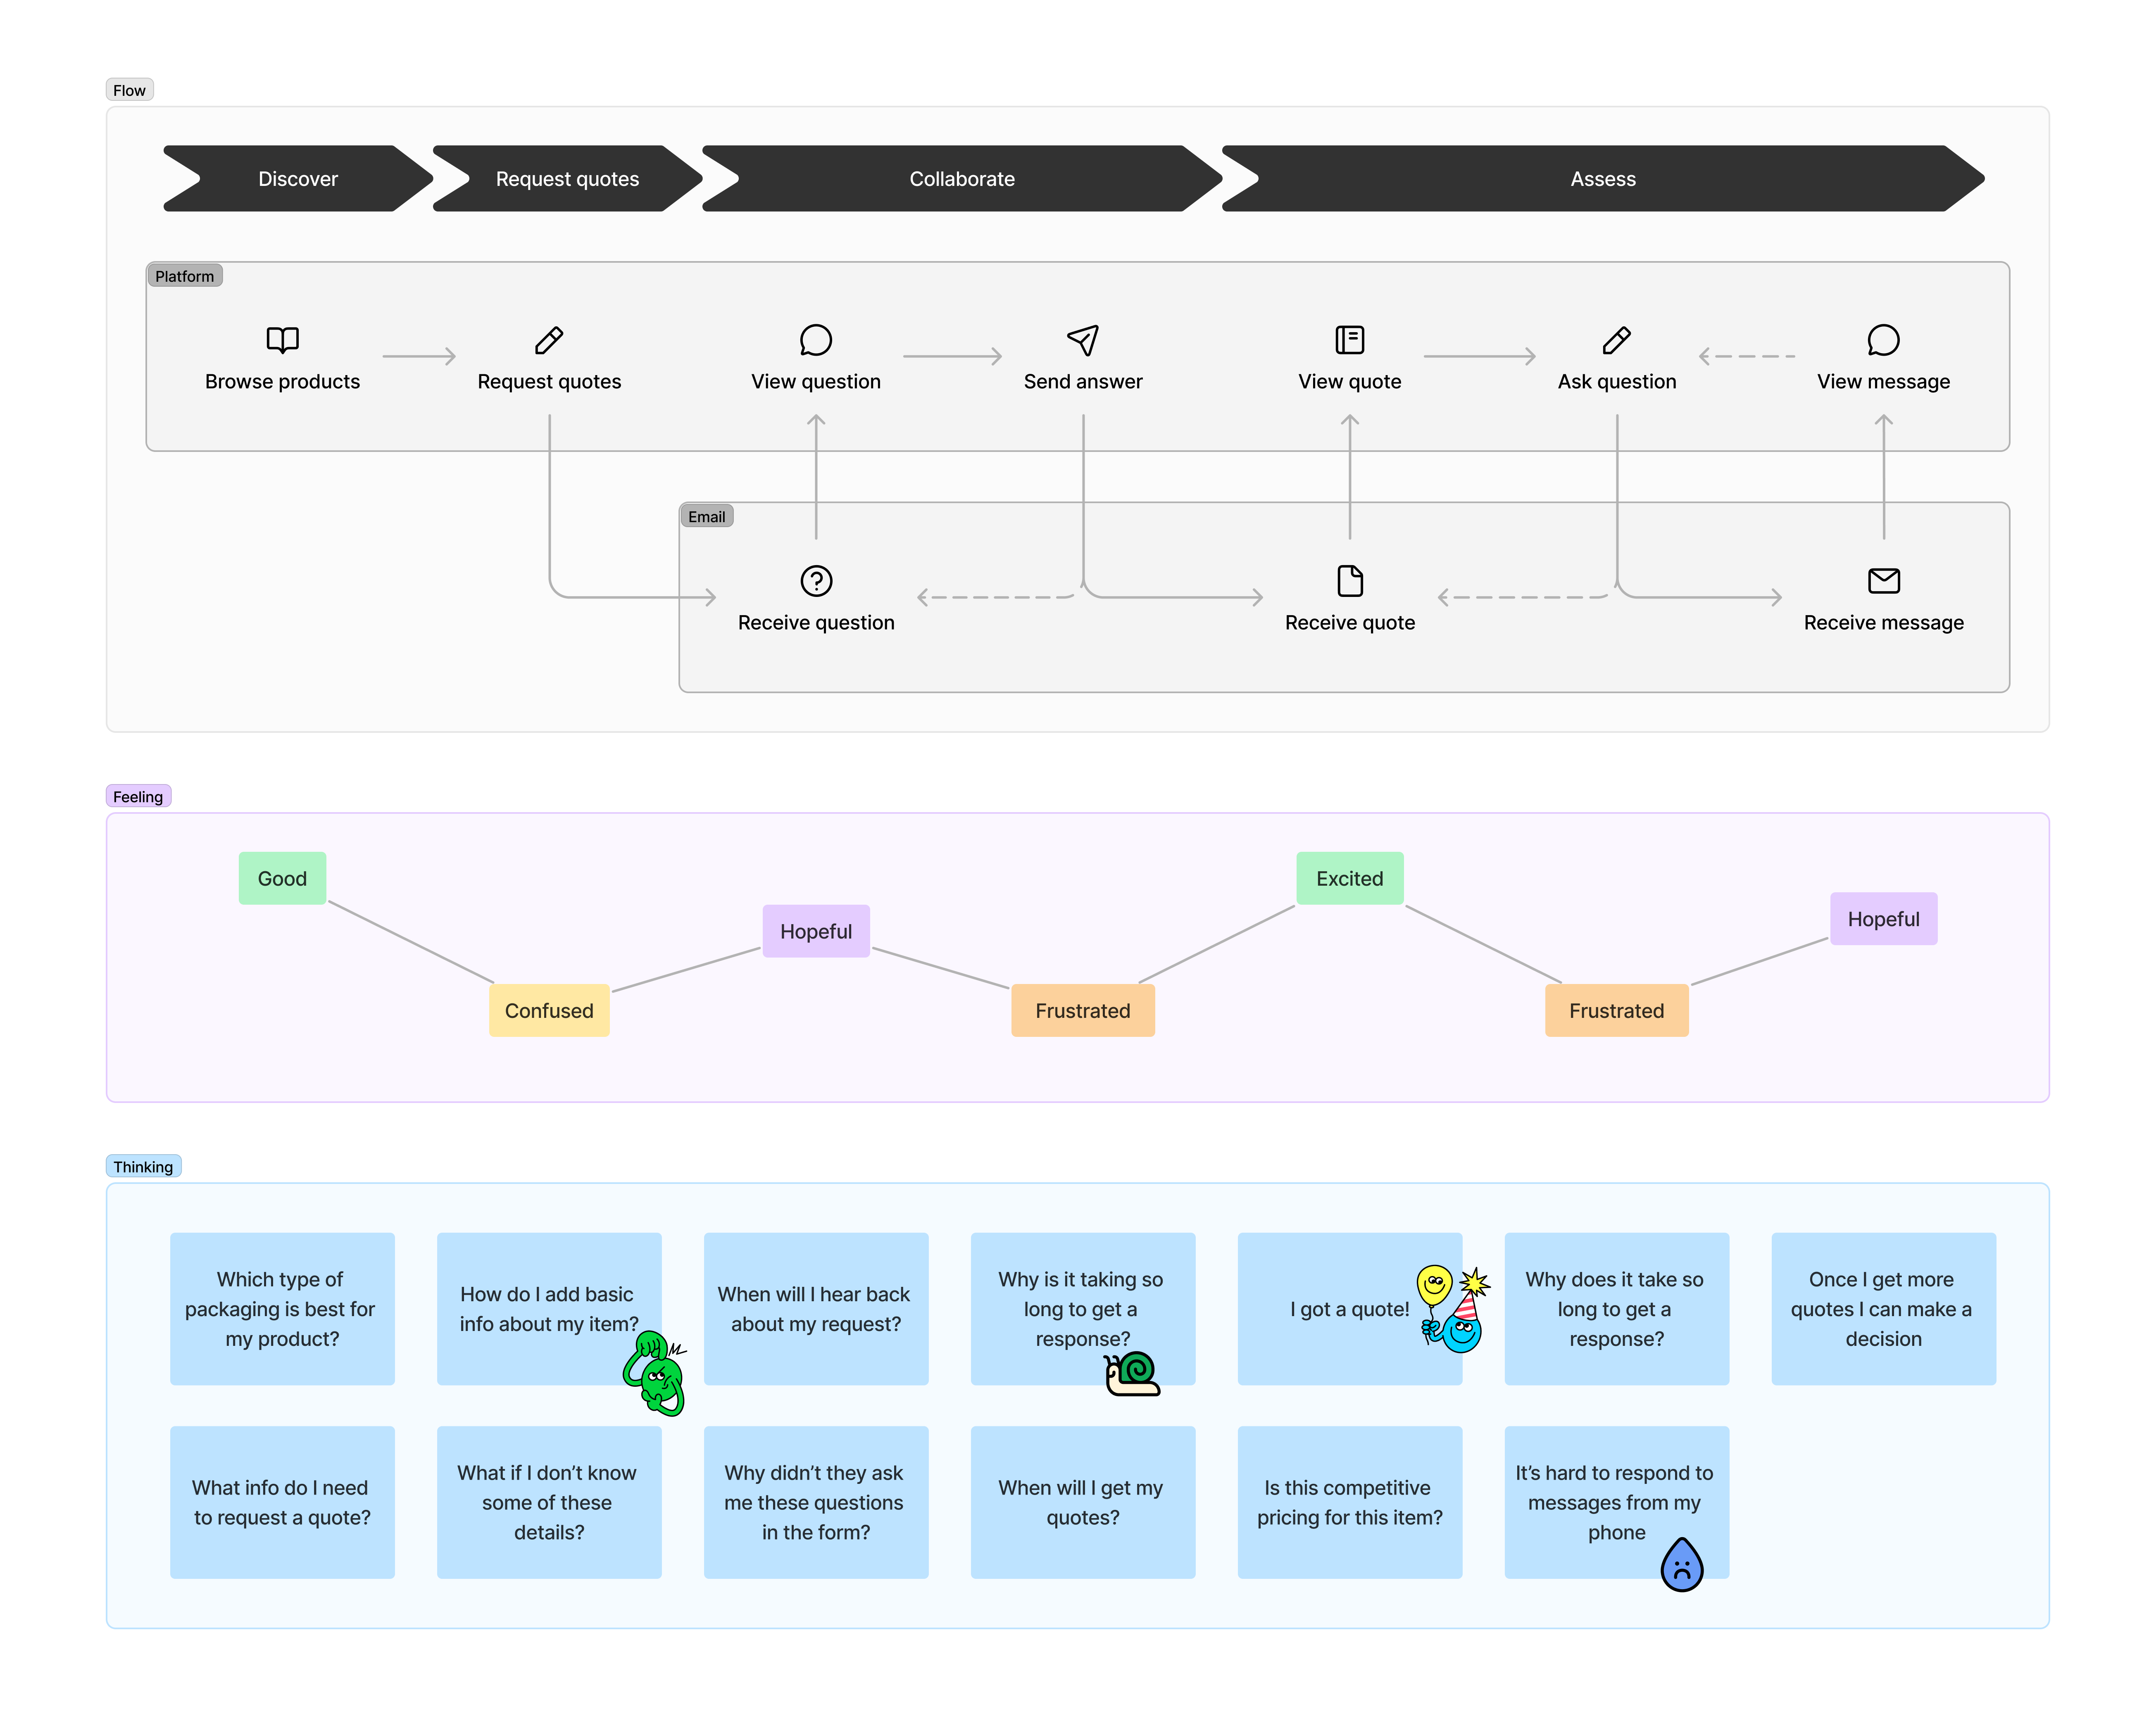 Flow
Discover
Request quotes
Collaborate
Assess
Platform
Browse products
Request quotes
View question
Send answer
View quote
Ask question
View message
Email
Receive question
Receive quote
Receive message
Feeling
Good
Confused
Hopeful
Frustrated
Excited
Frustrated
Hopeful
Thinking
Which type of
packaging is best for
my product?
How do I add basic
info about my item?
When will I hear back
about my request?
Why is it taking so
long to get a
response?
I got a quote!
Why does it take so
long to get a
response?
Once I get more
quotes I can make a
decision
What info do I need
to request a quote?
What if I don’t know
some of these
details?
Why didn’t they ask
me these questions
in the form?
When will I get my
quotes?
Is this competitive
pricing for this item?
It’s hard to respond to
messages from my
phone